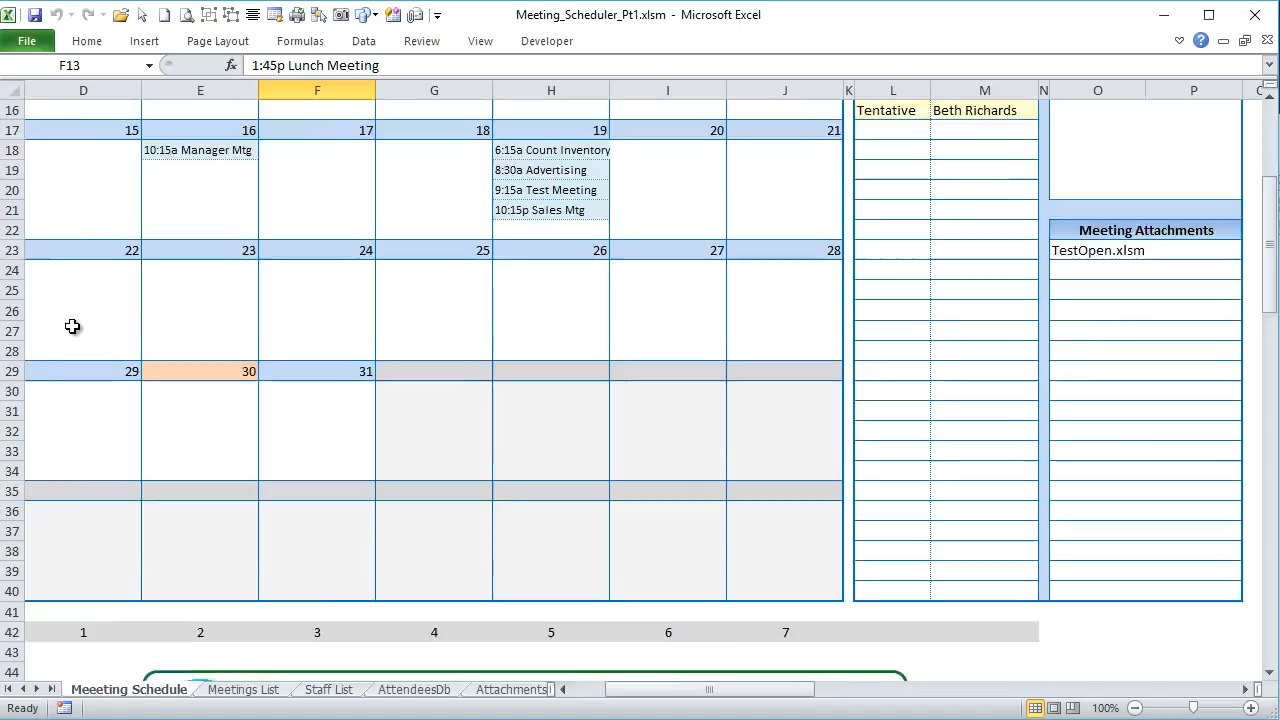 Meeting_Scheduler_Pt1.xlsm - Microsoft Excel
File Home Insert Page Layout Formulas Data Review View Developer
F13 fx 1:45p Lunch Meeting
D E F G H I J K L M N O P
16 Tentative Beth Richards
17 15 16 17 18 19 20 21
18 10:15a Manager Mtg 6:15a Count Inventory
19 8:30a Advertising
20 9:15a Test Meeting
21 10:15p Sales Mtg
22 Meeting Attachments
23 22 23 24 25 26 27 28 TestOpen.xlsm
24
25
26
27
28
29 29 30 31
30
31
32
33
34
35
36
37
38
39
40
41
42 1 2 3 4 5 6 7
43
44
Meeeting Schedule Meetings List Staff List AttendeesDb Attachments
Ready 100%